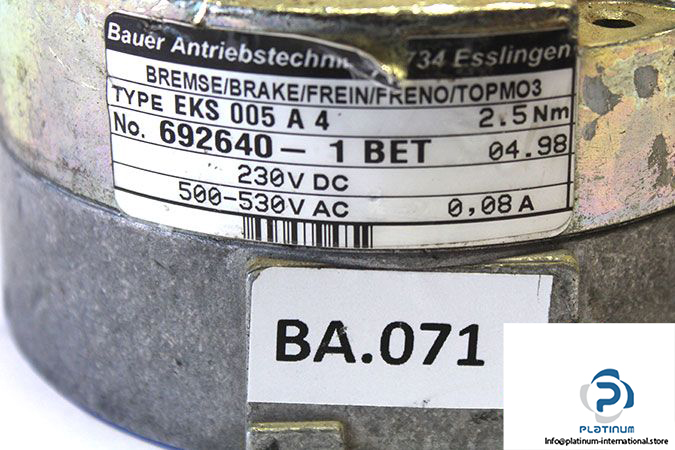 Bauer Antriebstechni 734 Esslingen
BREMSE/BRAKE/FREIN/FRENO/TOPMO3
TYPE EKS 005 A 4 2.5 Nm
No. 692640 - 1 BET 04.98
230V DC
500-530V AC 0,08 A
BA.071
PLATINUM
Info@platinum-international.store